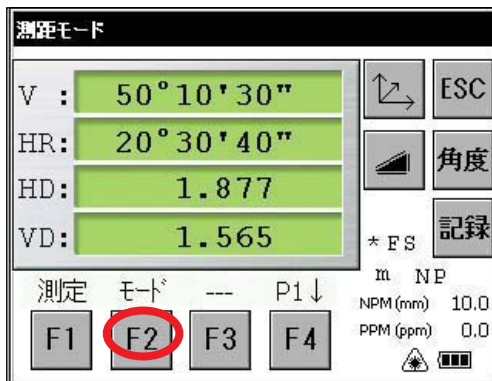 測距モード
V : 50°10'30" ESC
HR: 20°30'40" 角度
HD: 1.877
VD: 1.565 記録
*FS
m NP
測定 モード --- P1↓
NPM (mm) 10.0
F1 F2 F3 F4
PPM (ppm) 0.0